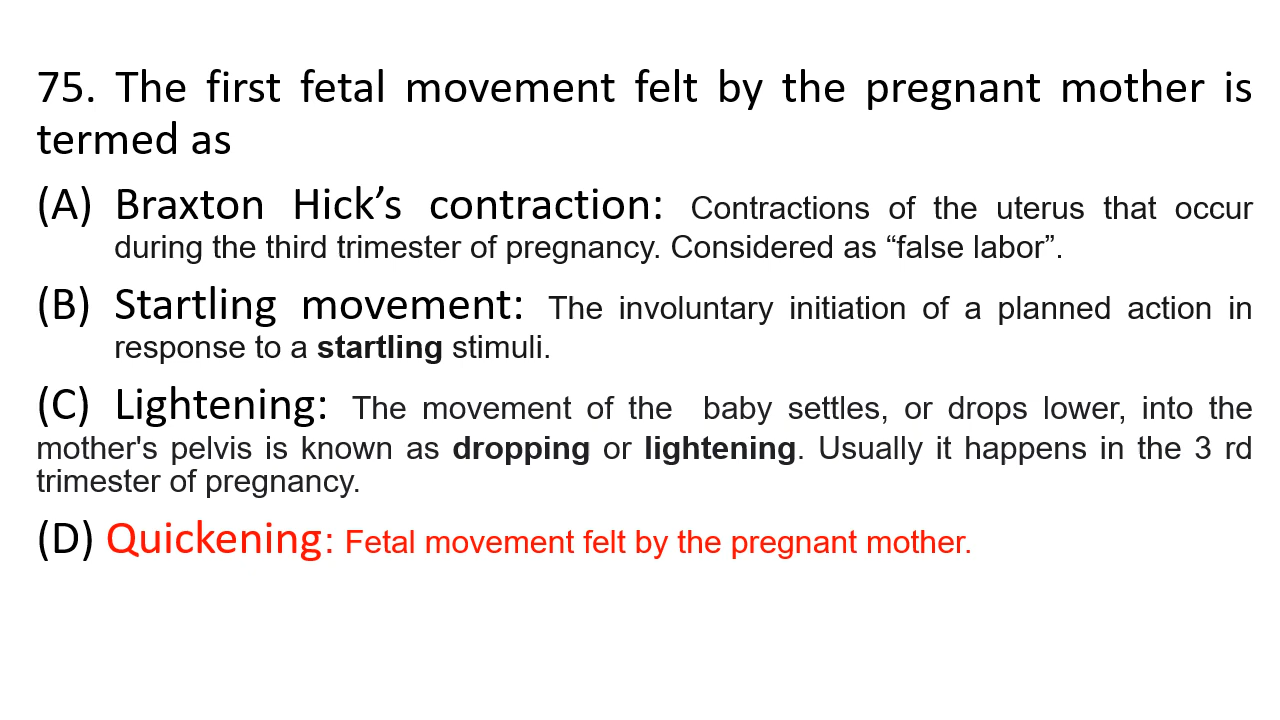 75. The first fetal movement felt by the pregnant mother is
termed as
(A) Braxton Hick’s contraction: Contractions of the uterus that occur
during the third trimester of pregnancy. Considered as “false labor”.
(B) Startling movement: The involuntary initiation of a planned action in
response to a startling stimuli.
(C) Lightening: The movement of the baby settles, or drops lower, into the
mother's pelvis is known as dropping or lightening. Usually it happens in the 3 rd
trimester of pregnancy.
(D) Quickening: Fetal movement felt by the pregnant mother.